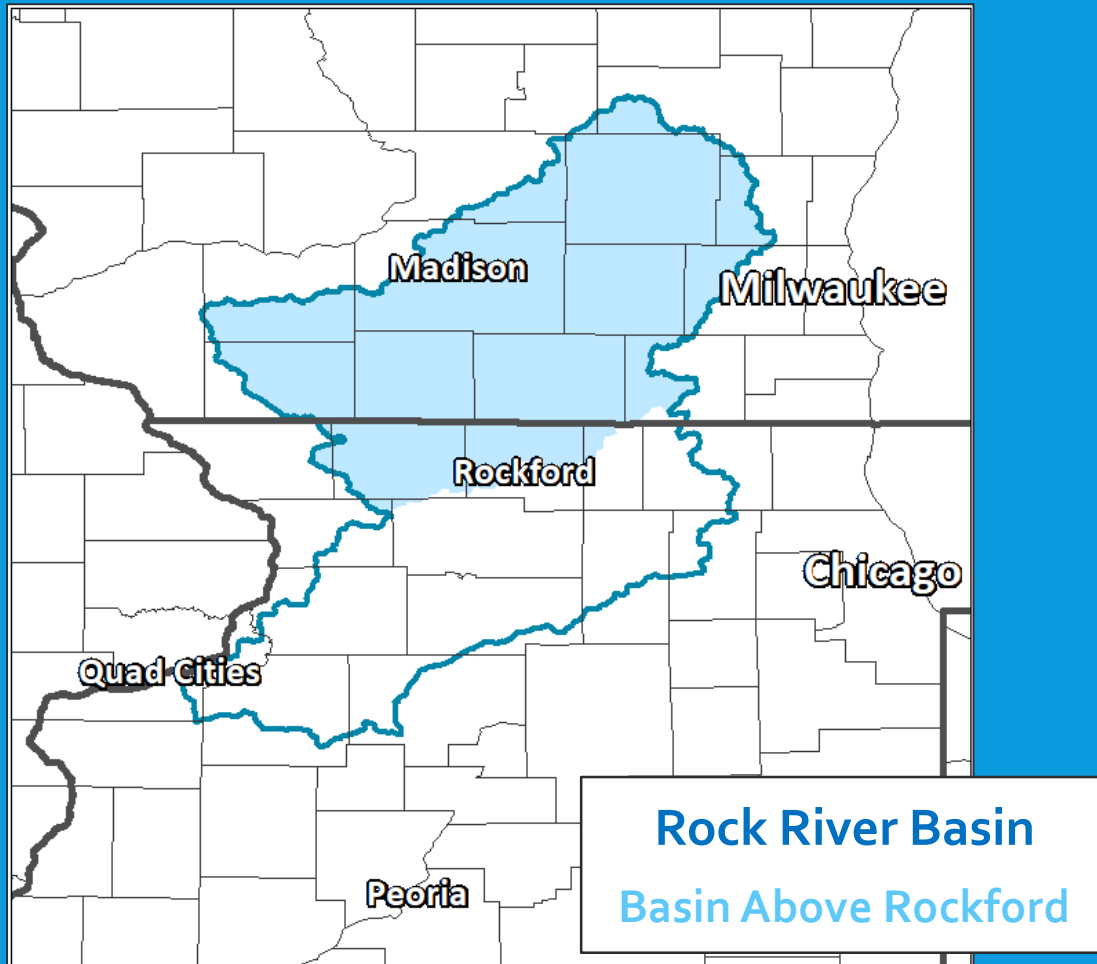 Madison
Milwaukee
Rockford
Chicago
Quad Cities
Peoria
Rock River Basin
Basin Above Rockford